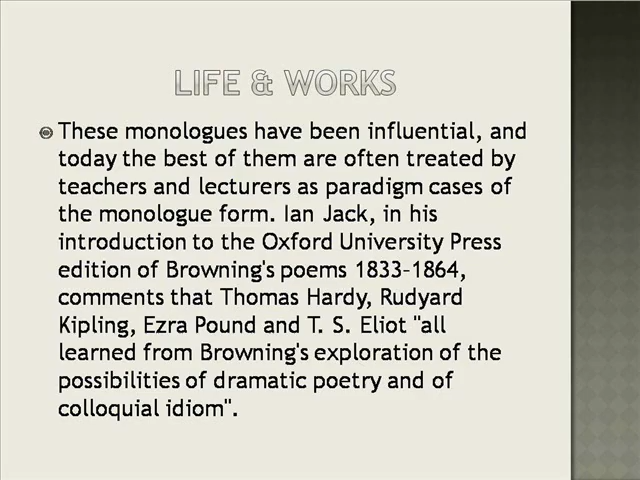 LIFE & WORKS
These monologues have been influential, and
today the best of them are often treated by
teachers and lecturers as paradigm cases of
the monologue form. Ian Jack, in his
introduction to the Oxford University Press
edition of Browning's poems 1833–1864,
comments that Thomas Hardy, Rudyard
Kipling, Ezra Pound and T. S. Eliot "all
learned from Browning's exploration of the
possibilities of dramatic poetry and of
colloquial idiom".